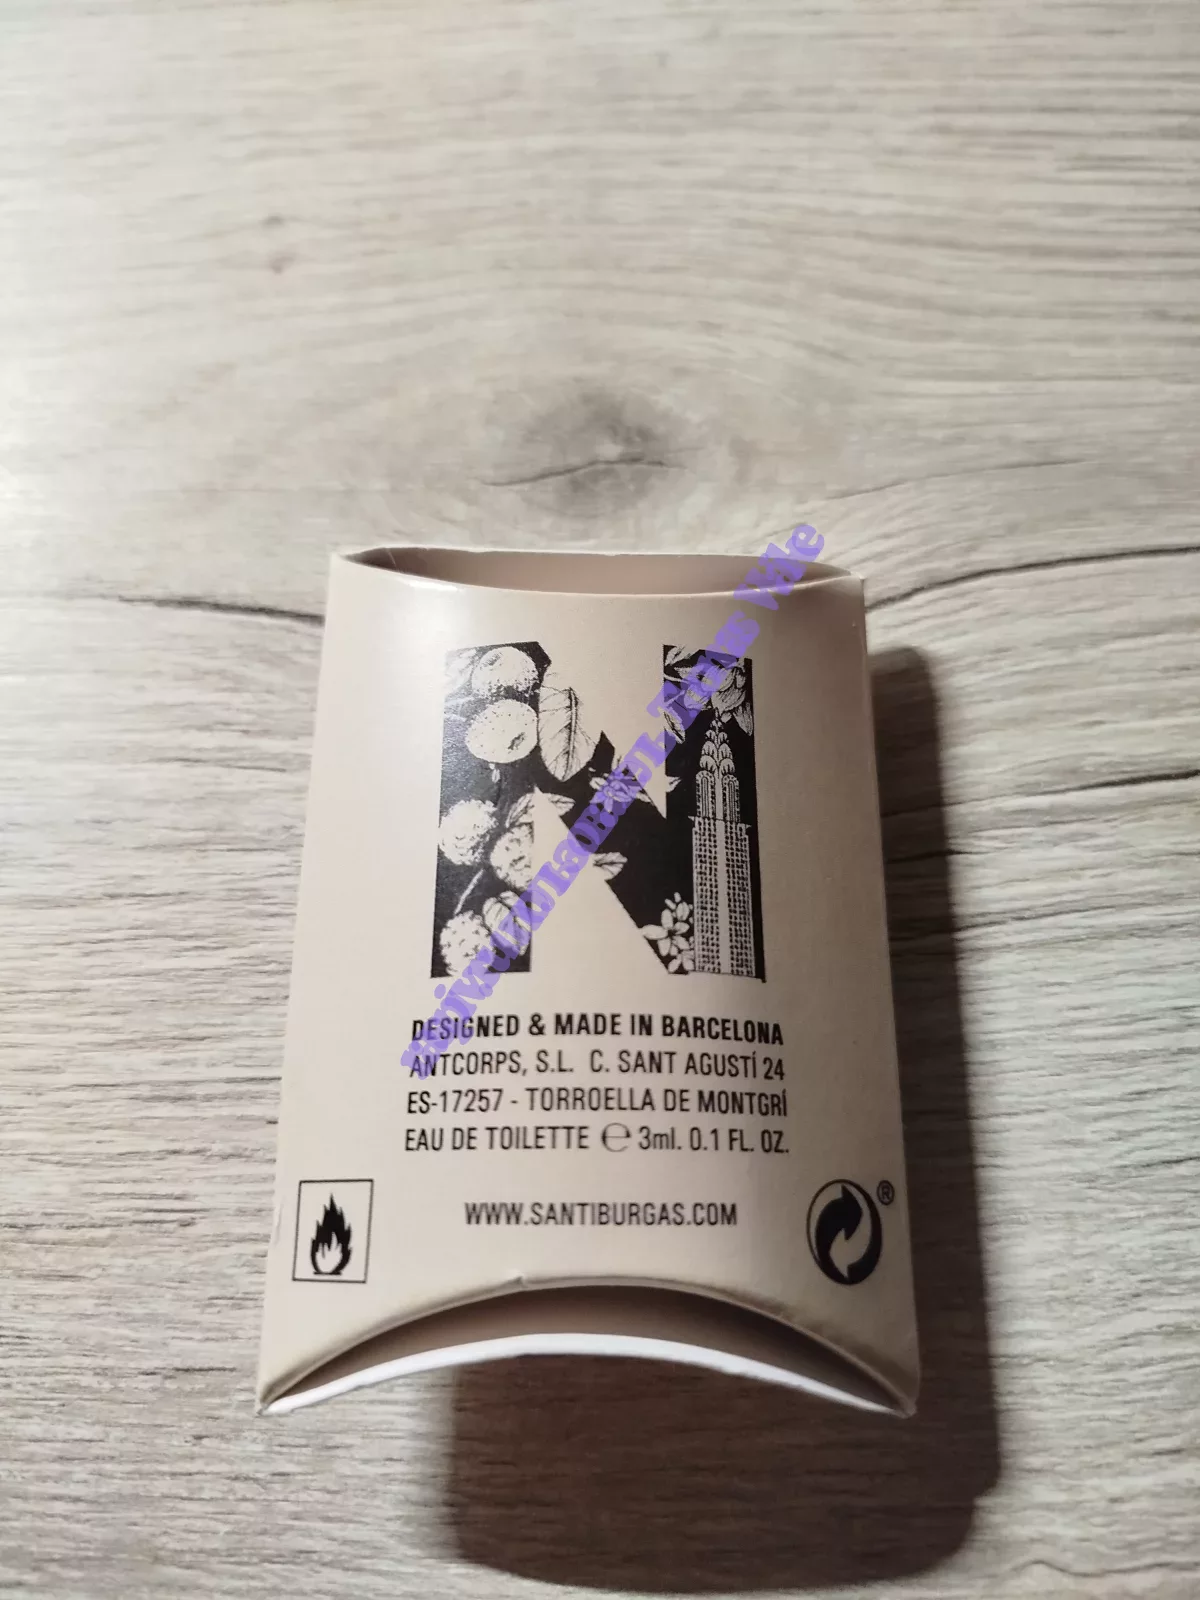 N
DESIGNED & MADE IN BARCELONA
ANTCORPS, S.L. C. SANT AGUSTÍ 24
ES-17257 - TORROELLA DE MONTGRÍ
EAU DE TOILETTE ℮ 3ml. 0.1 FL. OZ.
WWW.SANTIBURGAS.COM
®